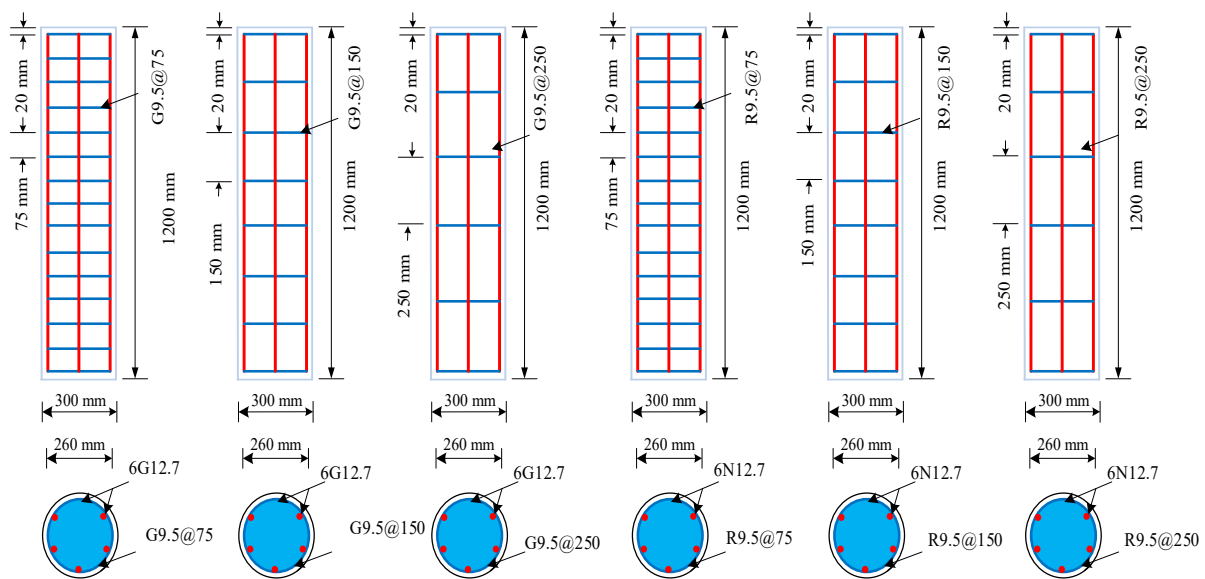 20 mm
75 mm
G9.5@75
1200 mm
300 mm
260 mm
6G12.7
G9.5@75
20 mm
150 mm
G9.5@150
1200 mm
300 mm
260 mm
6G12.7
G9.5@150
20 mm
250 mm
G9.5@250
1200 mm
300 mm
260 mm
6G12.7
G9.5@250
20 mm
75 mm
R9.5@75
1200 mm
300 mm
260 mm
6N12.7
R9.5@75
20 mm
150 mm
R9.5@150
1200 mm
300 mm
260 mm
6N12.7
R9.5@150
20 mm
250 mm
R9.5@250
1200 mm
300 mm
260 mm
6N12.7
R9.5@250